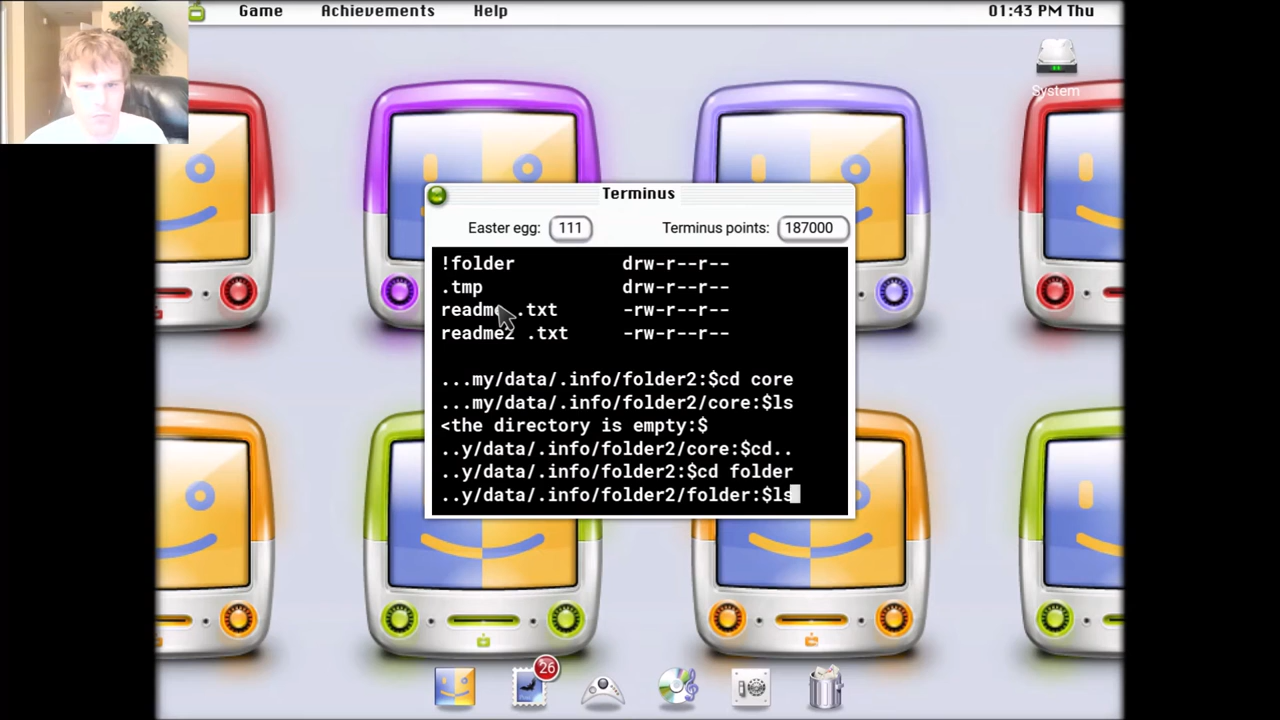 Game Achievements Help 01:43 PM Thu
System
Terminus
Easter egg: 111 Terminus points: 187000
!folder drw-r--r--
.tmp drw-r--r--
readme .txt -rw-r--r--
readme2 .txt -rw-r--r--
...my/data/.info/folder2:$cd core
...my/data/.info/folder2/core:$ls
<the directory is empty:$
..y/data/.info/folder2/core:$cd..
..y/data/.info/folder2:$cd folder
..y/data/.info/folder2/folder:$ls
26